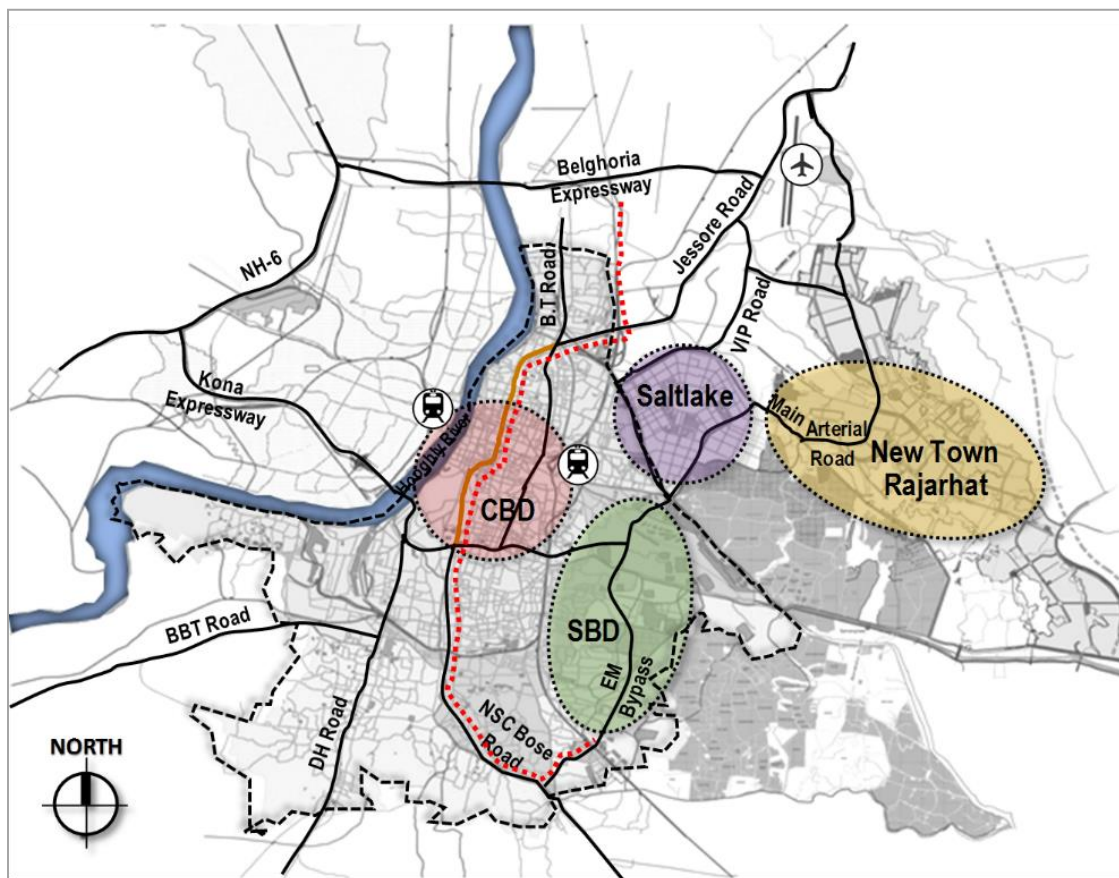 Belghoria
Expressway
Jessore Road
NH-6
B.T Road
VIP Road
Kona
Expressway
Saltlake
Main
Arterial
Road
New Town
Rajarhat
Hooghly River
CBD
SBD
BBT Road
EM
Bypass
NSC Bose
Road
DH Road
NORTH